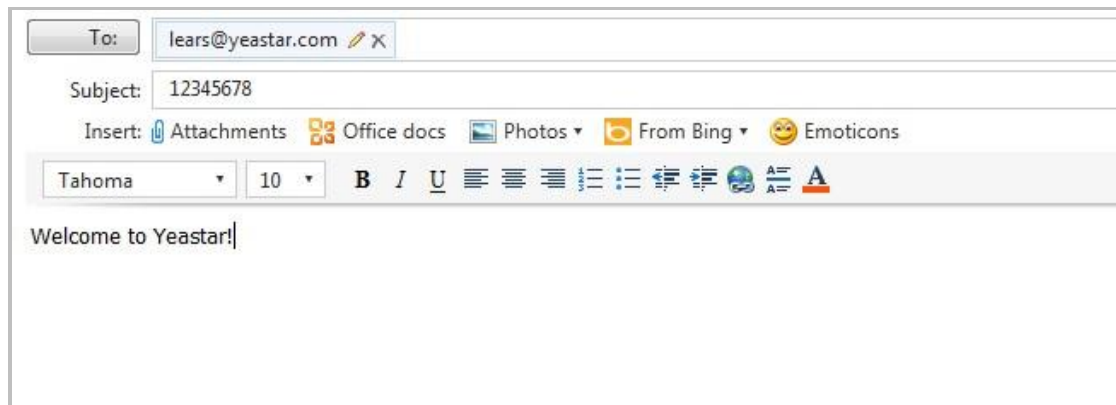 To: lears@yeastar.com
Subject: 12345678
Insert: Attachments Office docs Photos From Bing Emoticons
Tahoma 10 B I U A
Welcome to Yeastar!